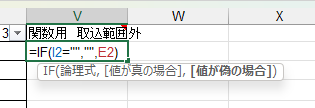 V W X
3 関数用 取込範囲外
=IF(I2="","",E2)
IF(論理式, [値が真の場合], [値が偽の場合])